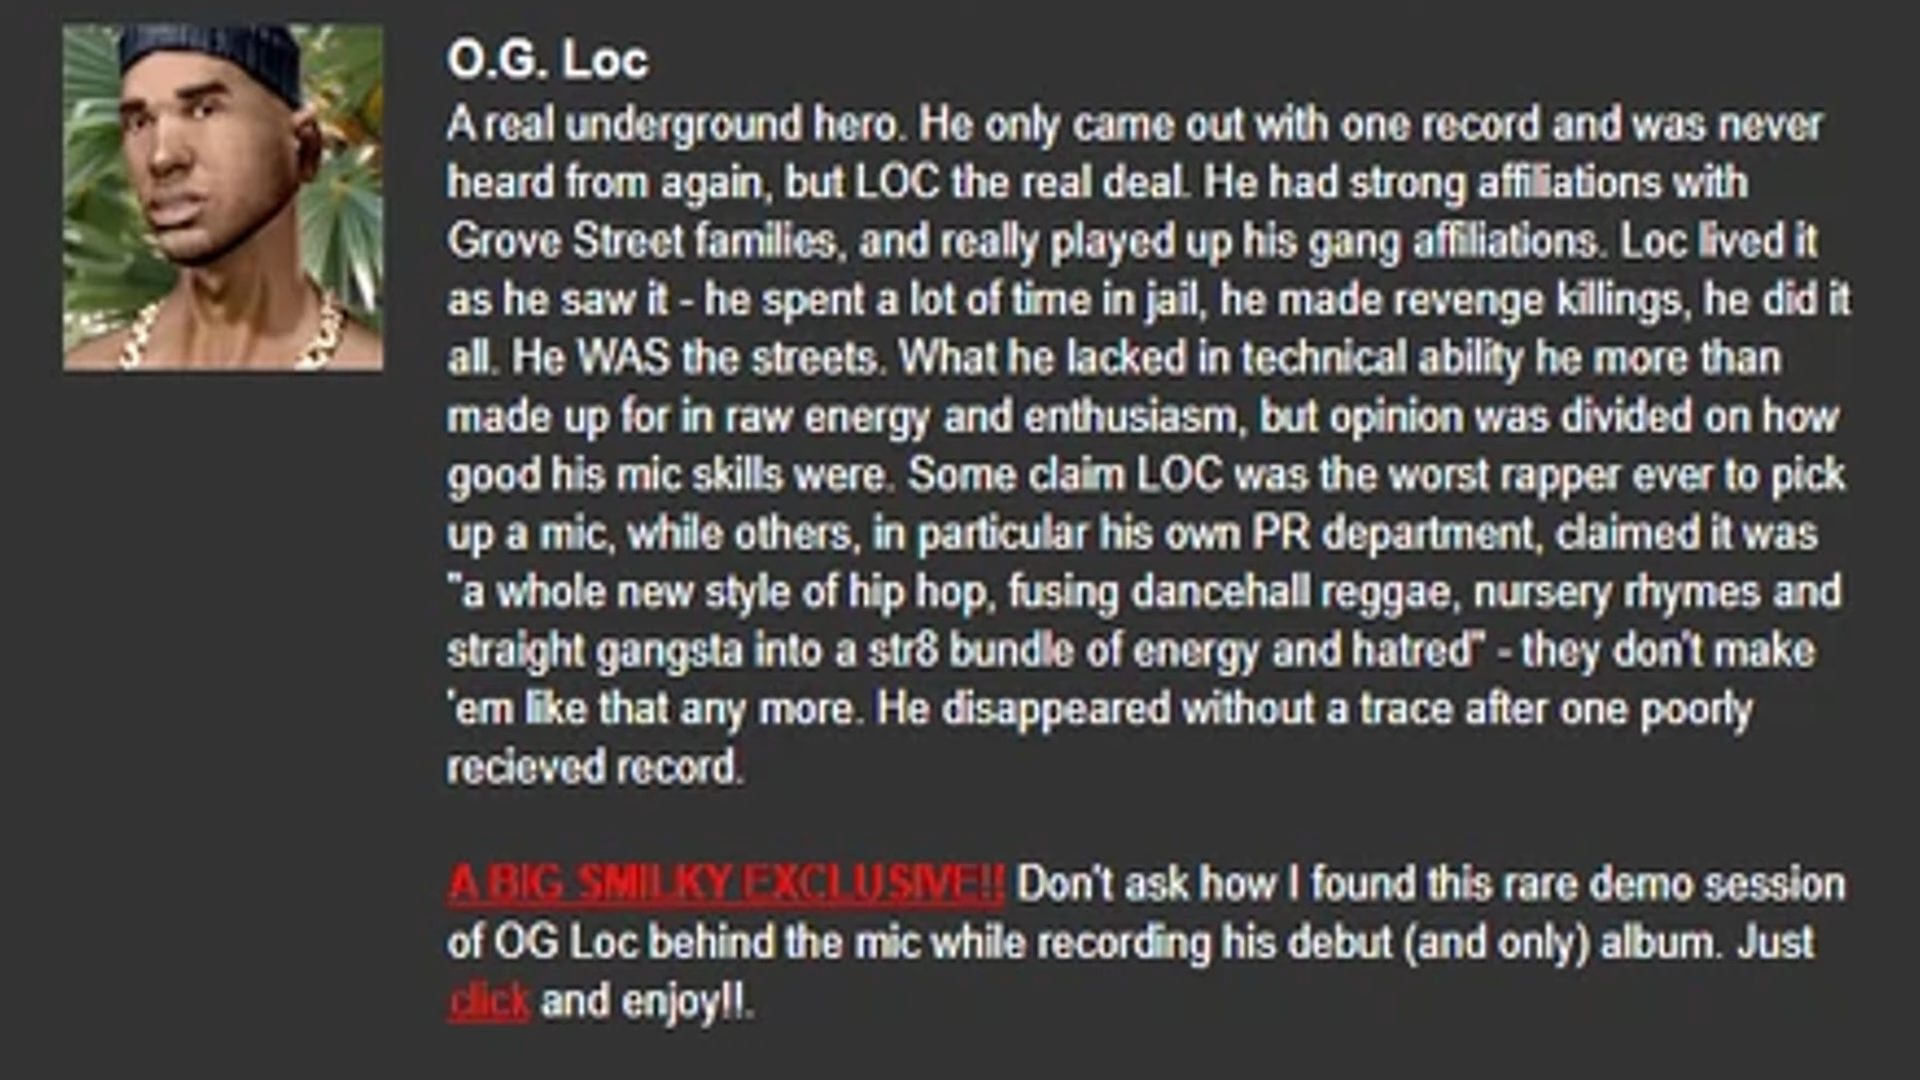 O.G. Loc
A real underground hero. He only came out with one record and was never
heard from again, but LOC the real deal. He had strong affiliations with
Grove Street families, and really played up his gang affiliations. Loc lived it
as he saw it - he spent a lot of time in jail, he made revenge killings, he did it
all. He WAS the streets. What he lacked in technical ability he more than
made up for in raw energy and enthusiasm, but opinion was divided on how
good his mic skills were. Some claim LOC was the worst rapper ever to pick
up a mic, while others, in particular his own PR department, claimed it was
"a whole new style of hip hop, fusing dancehall reggae, nursery rhymes and
straight gangsta into a str8 bundle of energy and hatred" - they don't make
'em like that any more. He disappeared without a trace after one poorly
recieved record.
A BIG SMILKY EXCLUSIVE!! Don't ask how I found this rare demo session
of OG Loc behind the mic while recording his debut (and only) album. Just
click and enjoy!!.